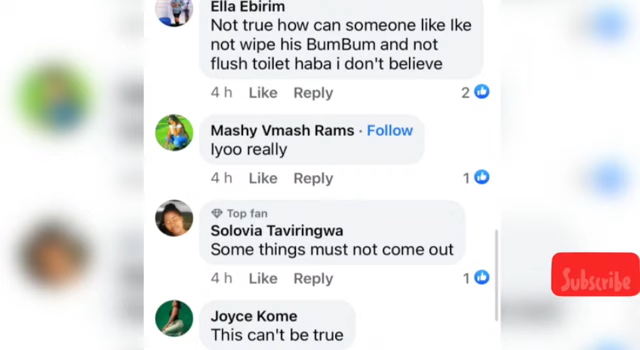 Ella Ebirim
Not true how can someone like Ike
not wipe his BumBum and not
flush toilet haba i don't believe
4 h Like Reply 2
Mashy Vmash Rams · Follow
Iyoo really
4 h Like Reply 1
Top fan
Solovia Taviringwa
Some things must not come out
4 h Like Reply 1
Subscribe
Joyce Kome
This can't be true